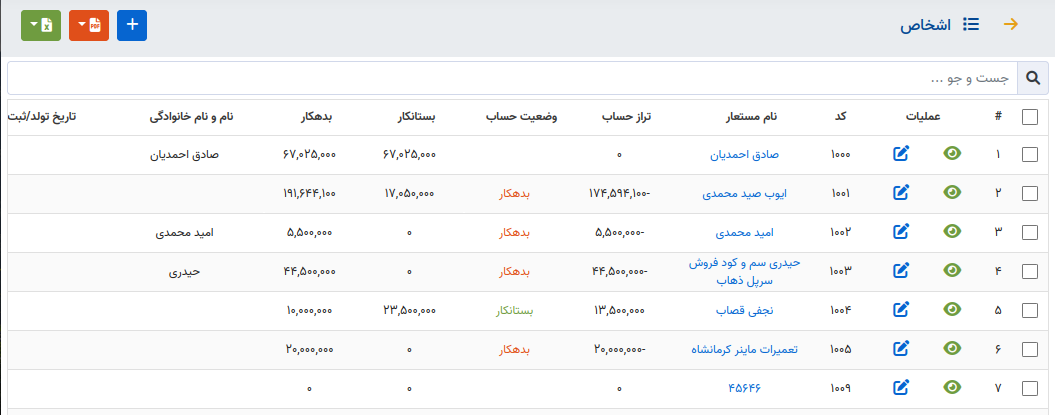 اشخاص
جست و جو ...
# عملیات کد نام مستعار تراز حساب وضعیت حساب بستانکار بدهکار نام و نام خانوادگی تاریخ تولد/ثبت
۱ ۱۰۰۰ صادق احمدیان ۰ ۶۷,۰۲۵,۰۰۰ ۶۷,۰۲۵,۰۰۰ صادق احمدیان
۲ ۱۰۰۱ ایوب صید محمدی -۱۷۴,۵۹۴,۱۰۰ بدهکار ۱۷,۰۵۰,۰۰۰ ۱۹۱,۶۴۴,۱۰۰
۳ ۱۰۰۲ امید محمدی -۵,۵۰۰,۰۰۰ بدهکار ۰ ۵,۵۰۰,۰۰۰ امید محمدی
۴ ۱۰۰۳ حیدری سم و کود فروش -۴۴,۵۰۰,۰۰۰ بدهکار ۰ ۴۴,۵۰۰,۰۰۰ حیدری
سرپل ذهاب
۵ ۱۰۰۴ نجفی قصاب ۱۳,۵۰۰,۰۰۰ بستانکار ۲۳,۵۰۰,۰۰۰ ۱۰,۰۰۰,۰۰۰
۶ ۱۰۰۵ تعمیرات ماینر کرمانشاه -۲۰,۰۰۰,۰۰۰ بدهکار ۰ ۲۰,۰۰۰,۰۰۰
۷ ۱۰۰۹ ۴۵۶۴۶ ۰ ۰ ۰